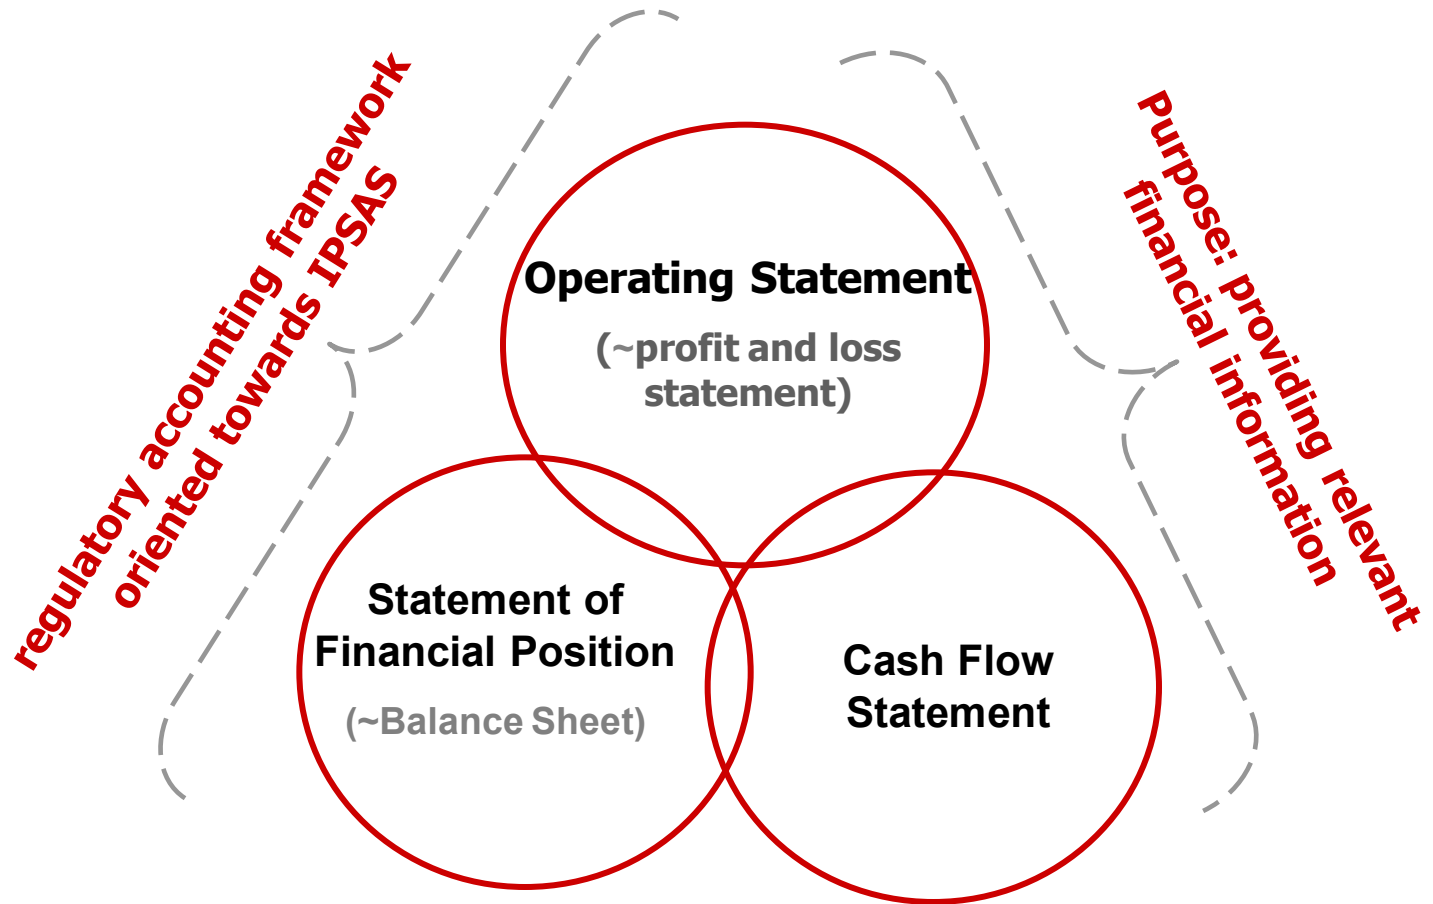 regulatory accounting framework
oriented towards IPSAS
Purpose: providing relevant
financial information
Operating Statement
(~profit and loss
statement)
Statement of
Financial Position
(~Balance Sheet)
Cash Flow
Statement